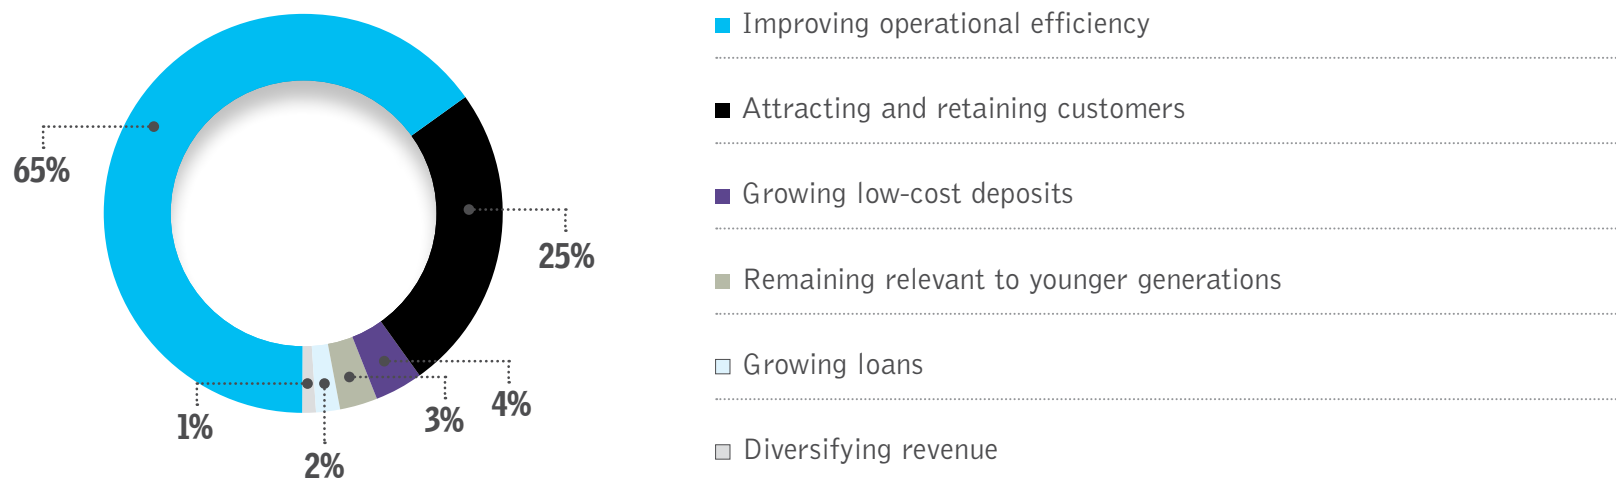 Improving operational efficiency
Attracting and retaining customers
65%
Growing low-cost deposits
25%
Remaining relevant to younger generations
Growing loans
4%
3%
1%
Diversifying revenue
2%